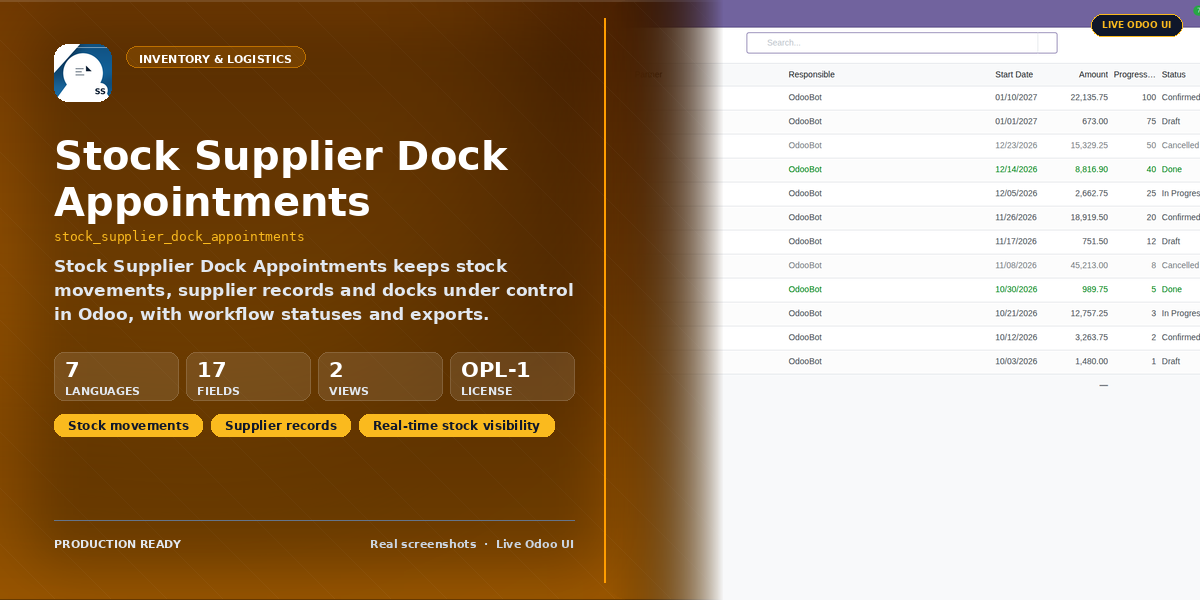 INVENTORY & LOGISTICS
SS
Stock Supplier Dock
Appointments
stock_supplier_dock_appointments
Stock Supplier Dock Appointments keeps stock
movements, supplier records and docks under control
in Odoo, with workflow statuses and exports.
7
LANGUAGES
17
FIELDS
2
VIEWS
OPL-1
LICENSE
Stock movements
Supplier records
Real-time stock visibility
PRODUCTION READY
Real screenshots · Live Odoo UI
LIVE ODOO UI
Search...
Responsible Start Date Amount Progress... Status
OdooBot 01/10/2027 22,135.75 100 Confirmed
OdooBot 01/01/2027 673.00 75 Draft
OdooBot 12/23/2026 15,329.25 50 Cancelled
OdooBot 12/14/2026 8,816.90 40 Done
OdooBot 12/05/2026 2,662.75 25 In Progres
OdooBot 11/26/2026 18,919.50 20 Confirmed
OdooBot 11/17/2026 751.50 12 Draft
OdooBot 11/08/2026 45,213.00 8 Cancelled
OdooBot 10/30/2026 989.75 5 Done
OdooBot 10/21/2026 12,757.25 3 In Progres
OdooBot 10/12/2026 3,263.75 2 Confirmed
OdooBot 10/03/2026 1,480.00 1 Draft
—